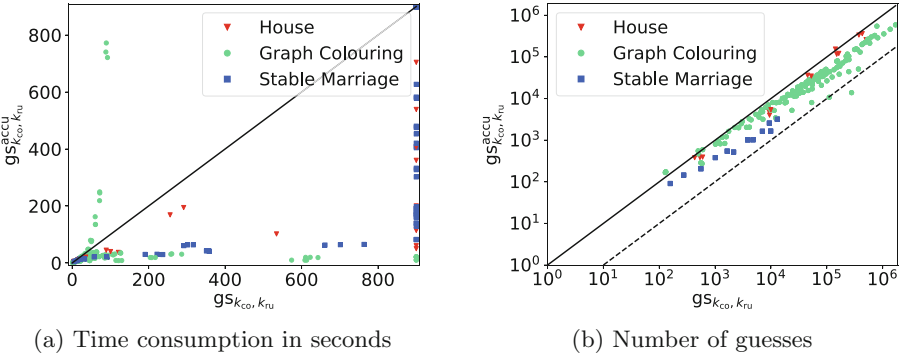 800
600
400
200
0
0
200
400
600
800
House
Graph Colouring
Stable Marriage
gs^accu_{k_co, k_ru}
gs_{k_co, k_ru}
(a) Time consumption in seconds
10^6
10^5
10^4
10^3
10^2
10^1
10^0
10^0
10^1
10^2
10^3
10^4
10^5
10^6
House
Graph Colouring
Stable Marriage
gs^accu_{k_co, k_ru}
gs_{k_co, k_ru}
(b) Number of guesses